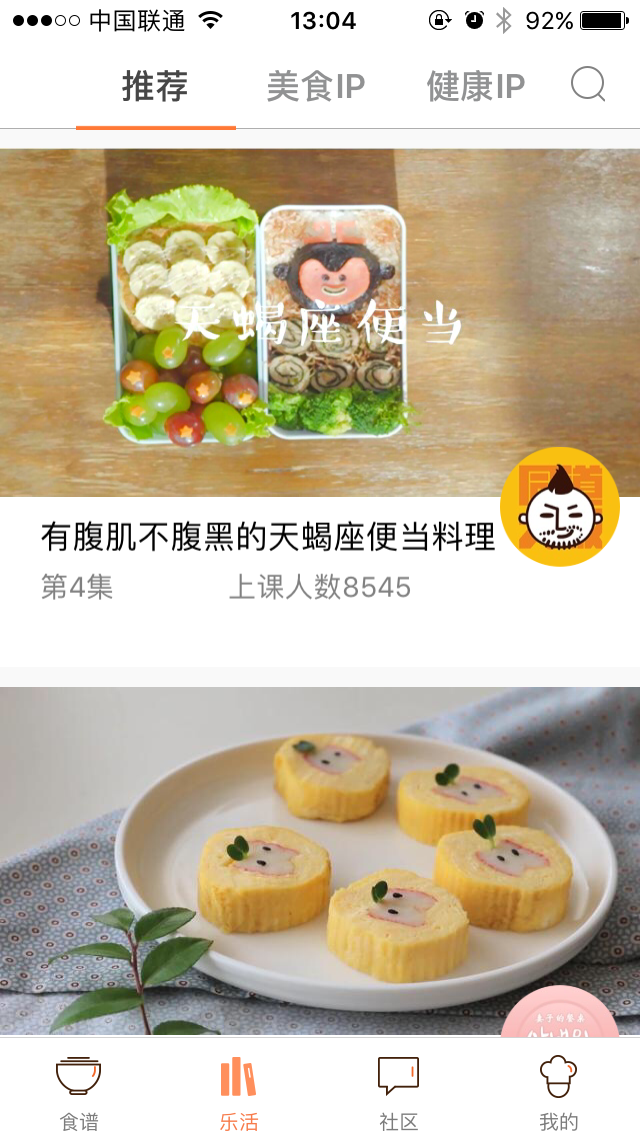 中国联通
13:04
92%
推荐
美食IP
健康IP
天蝎座便当
同道
有腹肌不腹黑的天蝎座便当料理
第4集
上课人数8545
食谱
乐活
社区
我的